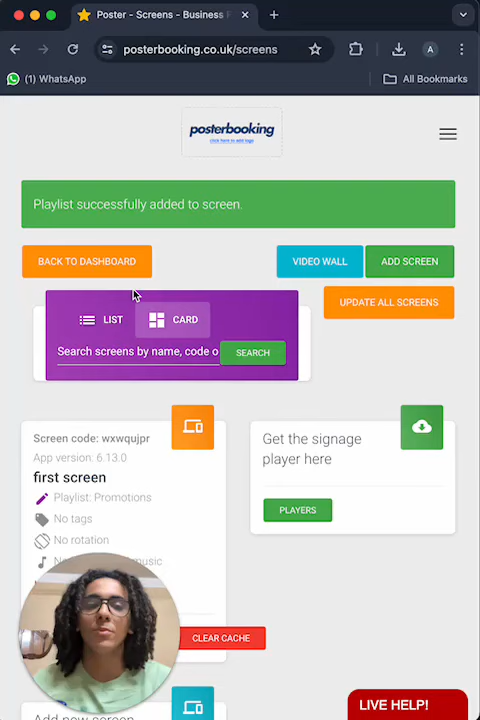 Poster - Screens - Business P
posterbooking.co.uk/screens
A
(1) WhatsApp
All Bookmarks
posterbooking
click here to add logo
Playlist successfully added to screen.
BACK TO DASHBOARD
VIDEO WALL
ADD SCREEN
UPDATE ALL SCREENS
LIST
CARD
Search screens by name, code o
SEARCH
Screen code: wxwqujpr
App version: 6.13.0
first screen
Playlist: Promotions
No tags
No rotation
music
CLEAR CACHE
Get the signage
player here
PLAYERS
Add new screen
LIVE HELP!